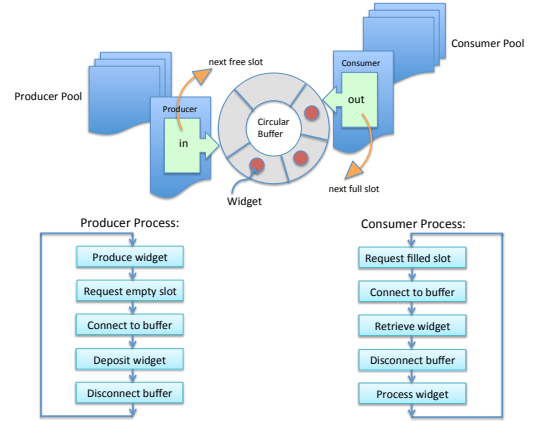 Consumer Pool
Consumer
next free slot
Producer Pool
Producer
out
Circular
Buffer
in
next full slot
Widget
Producer Process:
Produce widget
Request empty slot
Connect to buffer
Deposit widget
Disconnect buffer
Consumer Process:
Request filled slot
Connect to buffer
Retrieve widget
Disconnect buffer
Process widget